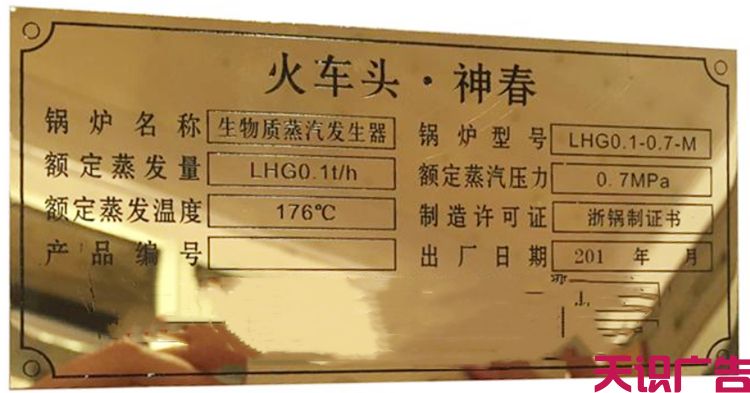 火车头·神春
锅炉名称 生物质蒸汽发生器 锅炉型号 LHG0.1-0.7-M
额定蒸发量 LHG0.1t/h 额定蒸汽压力 0.7MPa
额定蒸发温度 176℃ 制造许可证 浙锅制证书
产品编号 出厂日期 201 年 月
天识广告